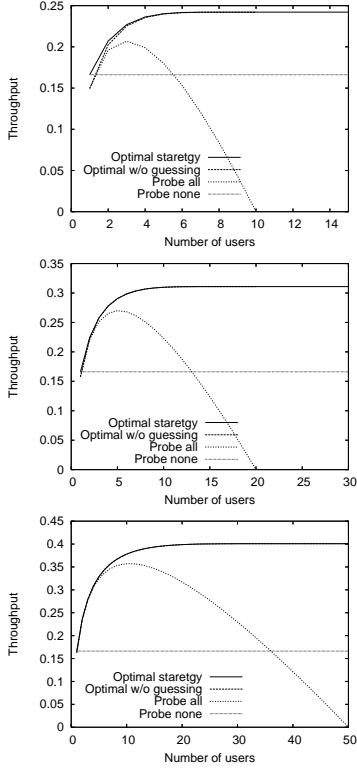 0.25
0.2
0.15
0.1
0.05
0
Throughput
Optimal staretgy
Optimal w/o guessing
Probe all
Probe none
0 2 4 6 8 10 12 14
Number of users
0.35
0.3
0.25
0.2
0.15
0.1
0.05
0
Throughput
Optimal staretgy
Optimal w/o guessing
Probe all
Probe none
0 5 10 15 20 25 30
Number of users
0.45
0.4
0.35
0.3
0.25
0.2
0.15
0.1
0.05
0
Throughput
Optimal staretgy
Optimal w/o guessing
Probe all
Probe none
0 10 20 30 40 50
Number of users